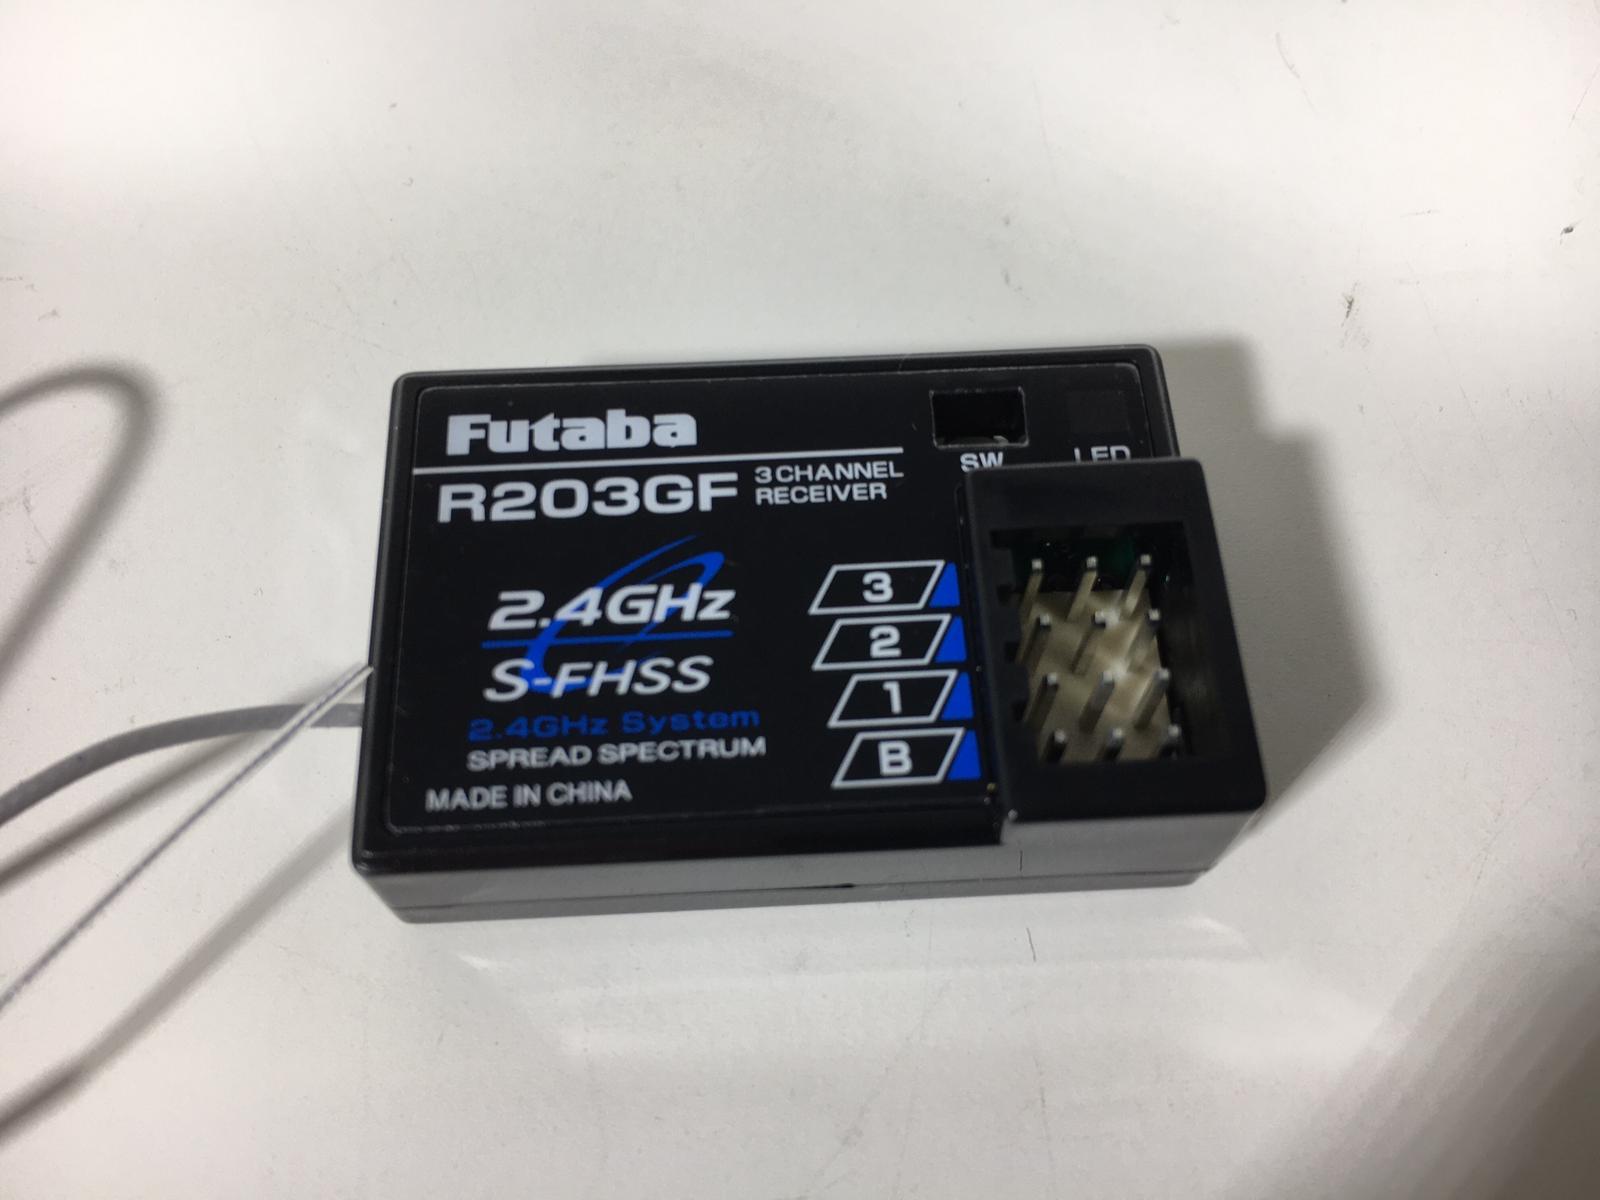 Futaba
SW
LED
R203GF
3 CHANNEL
RECEIVER
2.4GHz
S-FHSS
2.4GHz System
SPREAD SPECTRUM
MADE IN CHINA
3
2
1
B